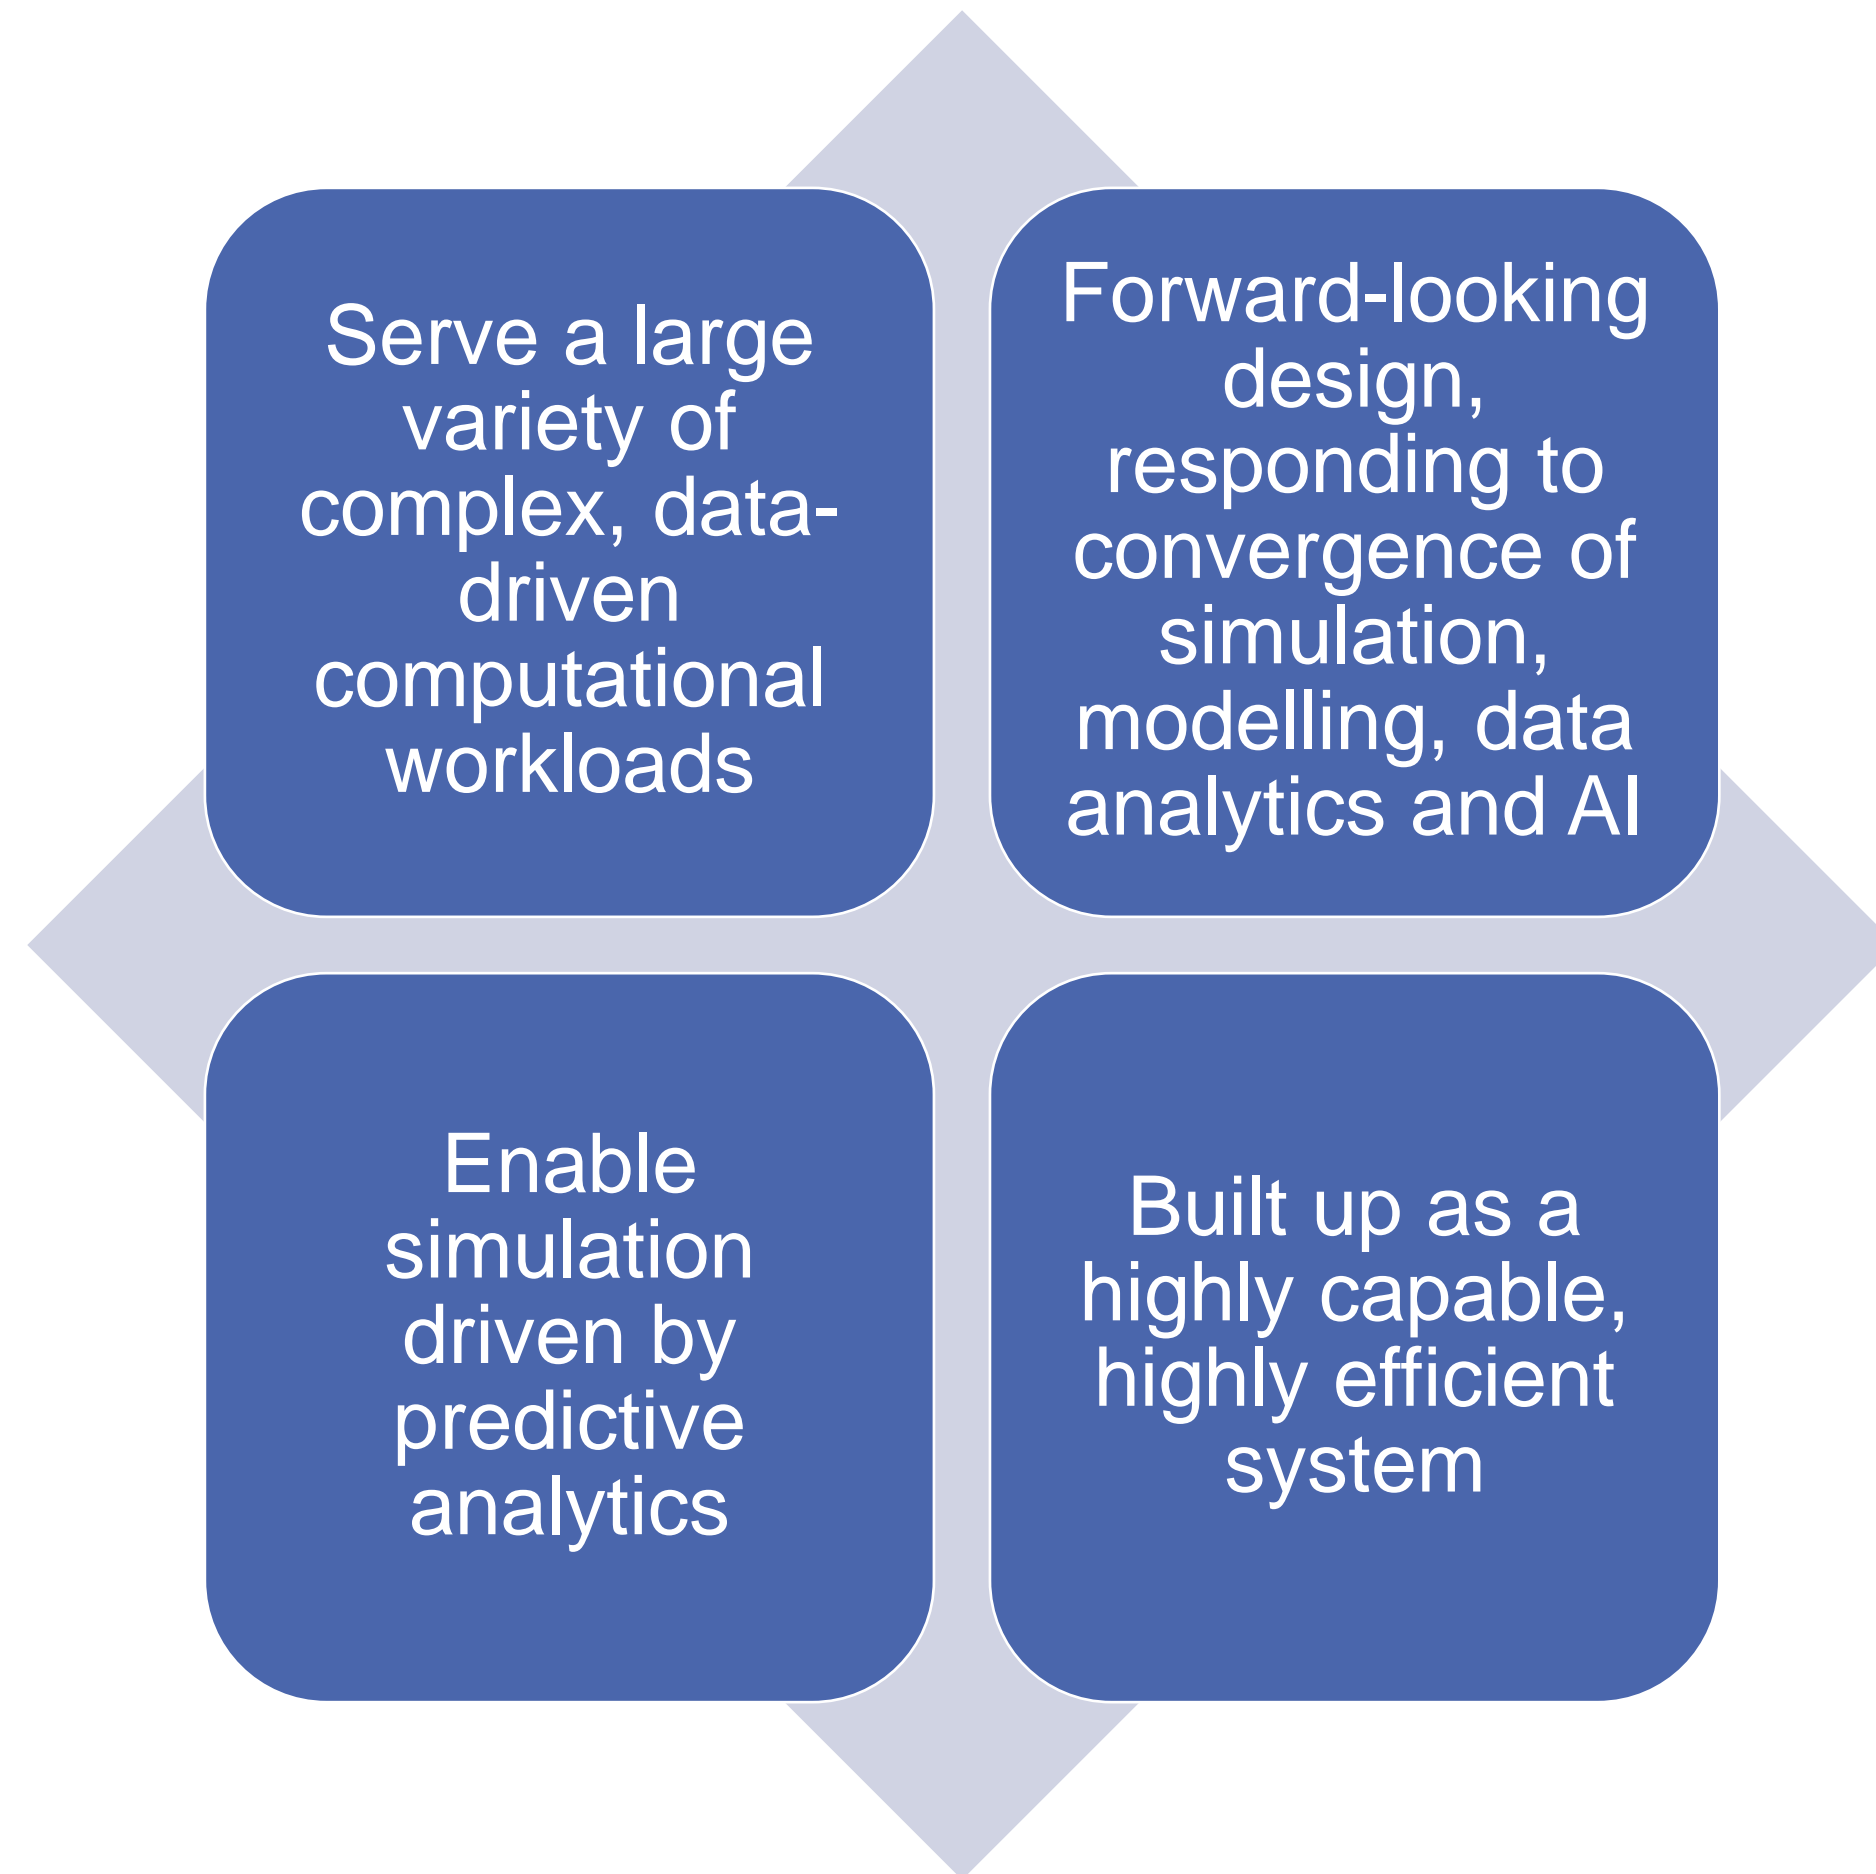 Serve a large
variety of
complex, data-
driven
computational
workloads
Forward-looking
design,
responding to
convergence of
simulation,
modelling, data
analytics and AI
Enable
simulation
driven by
predictive
analytics
Built up as a
highly capable,
highly efficient
system